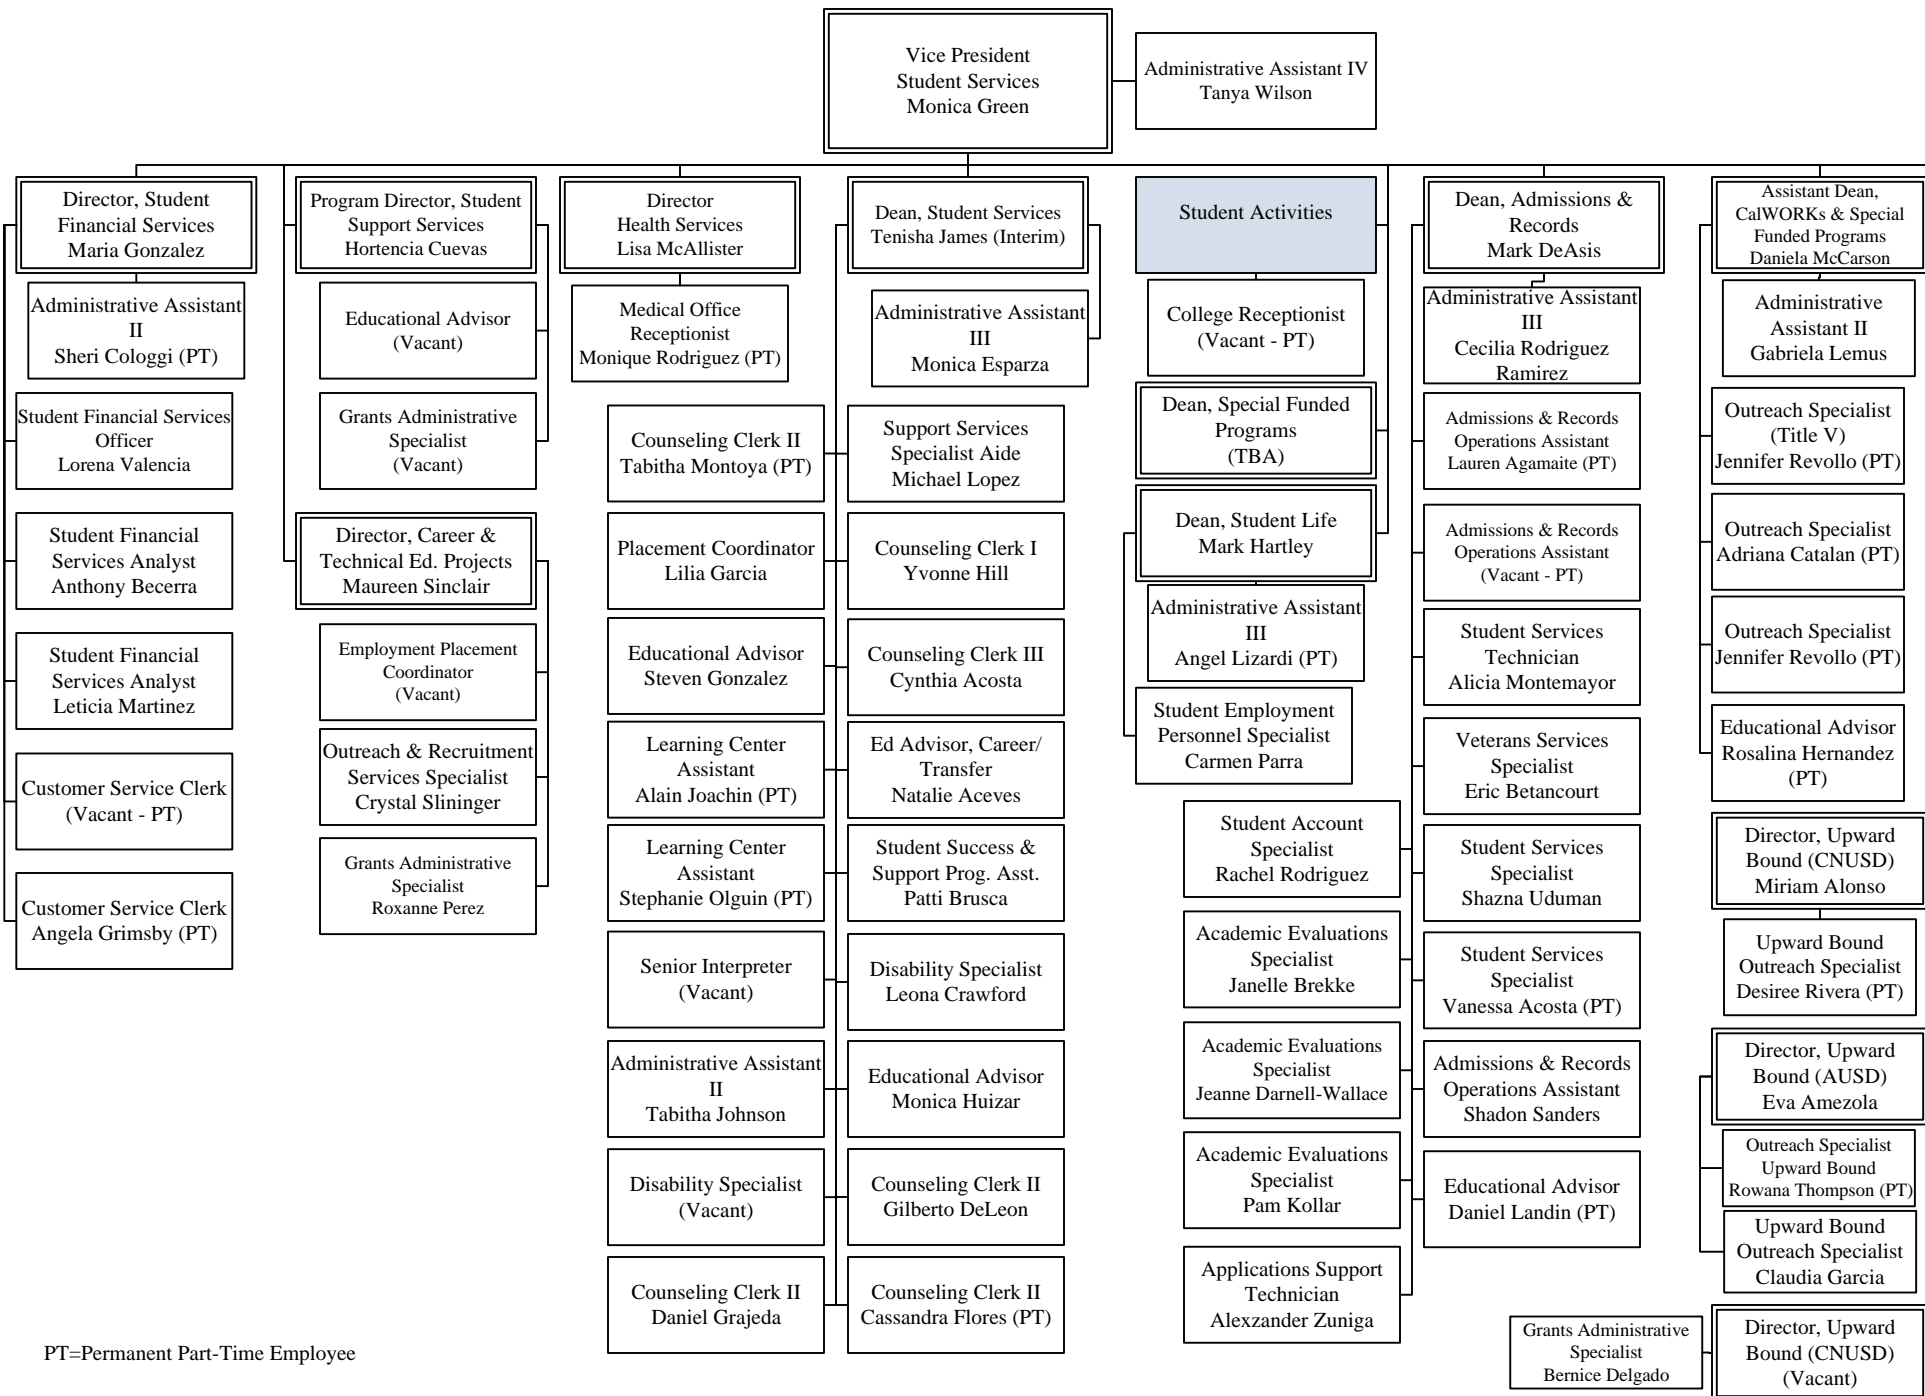 Vice President
Student Services
Monica Green
Administrative Assistant IV
Tanya Wilson
Director, Student
Financial Services
Maria Gonzalez
Administrative Assistant
II
Sheri Cologgi (PT)
Student Financial Services
Officer
Lorena Valencia
Student Financial
Services Analyst
Anthony Becerra
Student Financial
Services Analyst
Leticia Martinez
Customer Service Clerk
(Vacant - PT)
Customer Service Clerk
Angela Grimsby (PT)
Program Director, Student
Support Services
Hortencia Cuevas
Educational Advisor
(Vacant)
Grants Administrative
Specialist
(Vacant)
Director, Career &
Technical Ed. Projects
Maureen Sinclair
Employment Placement
Coordinator
(Vacant)
Outreach & Recruitment
Services Specialist
Crystal Slininger
Grants Administrative
Specialist
Roxanne Perez
Director
Health Services
Lisa McAllister
Medical Office
Receptionist
Monique Rodriguez (PT)
Dean, Student Services
Tenisha James (Interim)
Administrative Assistant
III
Monica Esparza
Counseling Clerk II
Tabitha Montoya (PT)
Support Services
Specialist Aide
Michael Lopez
Placement Coordinator
Lilia Garcia
Counseling Clerk I
Yvonne Hill
Educational Advisor
Steven Gonzalez
Counseling Clerk III
Cynthia Acosta
Learning Center
Assistant
Alain Joachin (PT)
Ed Advisor, Career/
Transfer
Natalie Aceves
Learning Center
Assistant
Stephanie Olguin (PT)
Student Success &
Support Prog. Asst.
Patti Brusca
Senior Interpreter
(Vacant)
Disability Specialist
Leona Crawford
Administrative Assistant
II
Tabitha Johnson
Educational Advisor
Monica Huizar
Disability Specialist
(Vacant)
Counseling Clerk II
Gilberto DeLeon
Counseling Clerk II
Daniel Grajeda
Counseling Clerk II
Cassandra Flores (PT)
Student Activities
College Receptionist
(Vacant - PT)
Dean, Special Funded
Programs
(TBA)
Dean, Student Life
Mark Hartley
Administrative Assistant
III
Angel Lizardi (PT)
Student Employment
Personnel Specialist
Carmen Parra
Dean, Admissions &
Records
Mark DeAsis
Administrative Assistant
III
Cecilia Rodriguez
Ramirez
Admissions & Records
Operations Assistant
Lauren Agamaite (PT)
Admissions & Records
Operations Assistant
(Vacant - PT)
Student Services
Technician
Alicia Montemayor
Veterans Services
Specialist
Eric Betancourt
Student Account
Specialist
Rachel Rodriguez
Student Services
Specialist
Shazna Uduman
Academic Evaluations
Specialist
Janelle Brekke
Student Services
Specialist
Vanessa Acosta (PT)
Academic Evaluations
Specialist
Jeanne Darnell-Wallace
Admissions & Records
Operations Assistant
Shadon Sanders
Academic Evaluations
Specialist
Pam Kollar
Educational Advisor
Daniel Landin (PT)
Applications Support
Technician
Alexzander Zuniga
Assistant Dean,
CalWORKs & Special
Funded Programs
Daniela McCarson
Administrative
Assistant II
Gabriela Lemus
Outreach Specialist
(Title V)
Jennifer Revollo (PT)
Outreach Specialist
Adriana Catalan (PT)
Outreach Specialist
Jennifer Revollo (PT)
Educational Advisor
Rosalina Hernandez
(PT)
Director, Upward
Bound (CNUSD)
Miriam Alonso
Upward Bound
Outreach Specialist
Desiree Rivera (PT)
Director, Upward
Bound (AUSD)
Eva Amezola
Outreach Specialist
Upward Bound
Rowana Thompson (PT)
Upward Bound
Outreach Specialist
Claudia Garcia
Grants Administrative
Specialist
Bernice Delgado
Director, Upward
Bound (CNUSD)
(Vacant)
PT=Permanent Part-Time Employee